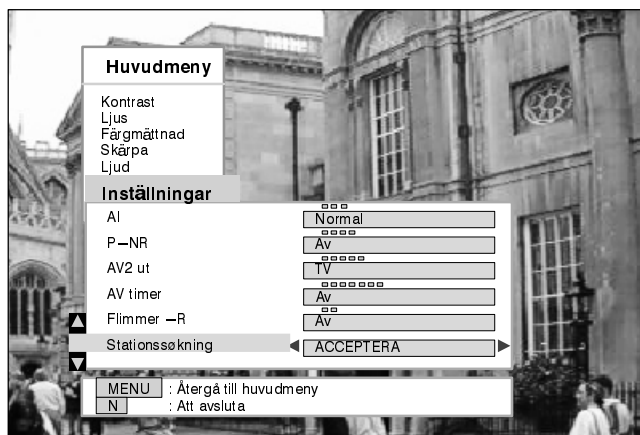 Huvudmeny
Kontrast
Ljus
Färgmättnad
Skärpa
Ljud
Inställningar
AI Normal
P–NR Av
AV2 ut TV
AV timer Av
Flimmer –R Av
Stationssøkning ACCEPTERA
MENU : Återgå till huvudmeny
N : Att avsluta